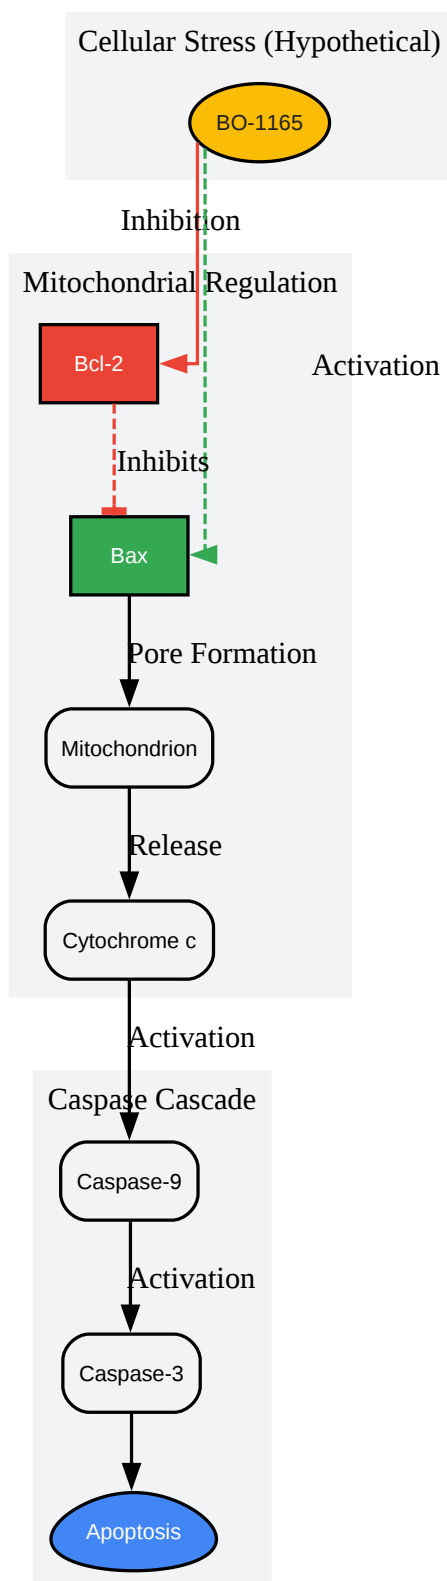 Cellular Stress (Hypothetical)
BO-1165
Inhibition
Mitochondrial Regulation
Bcl-2
Activation
Inhibits
Bax
Pore Formation
Mitochondrion
Release
Cytochrome c
Activation
Caspase Cascade
Caspase-9
Activation
Caspase-3
Apoptosis